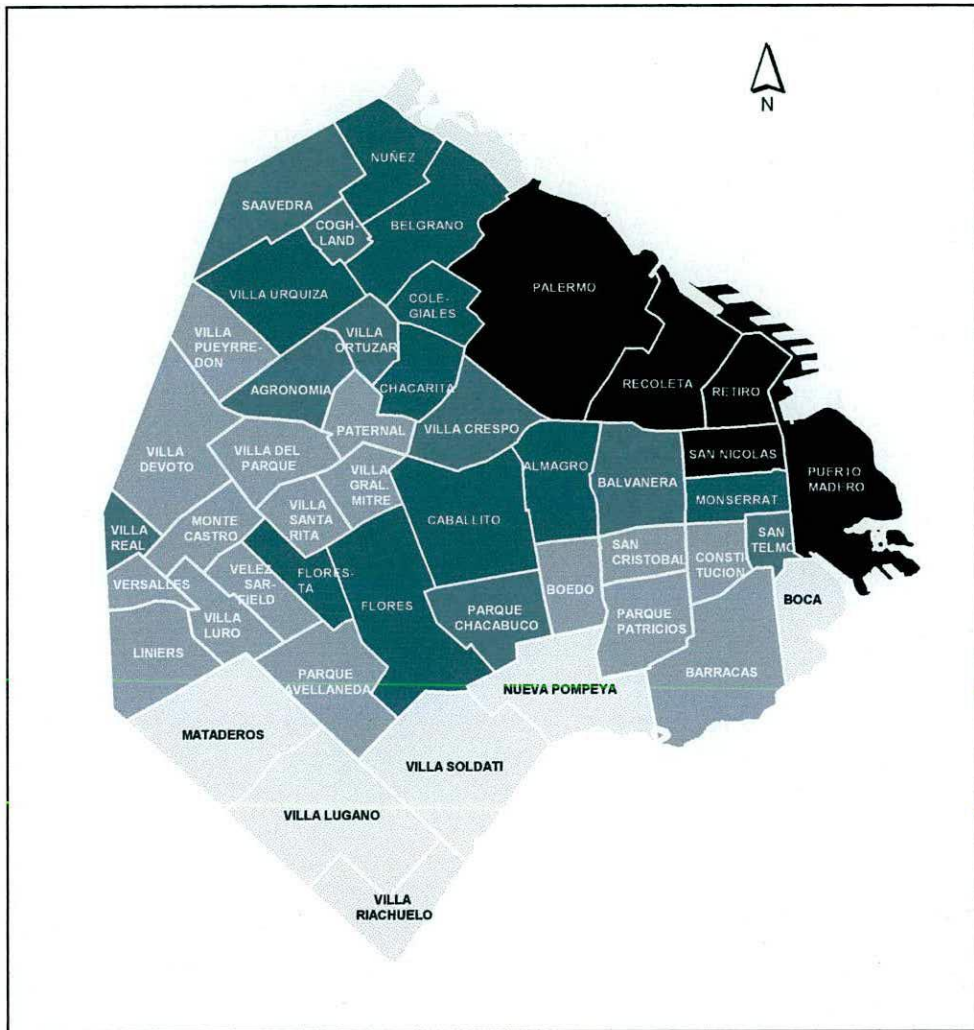 N
NUÑEZ
SAAVEDRA
COGH-
LAND
BELGRANO
VILLA URQUIZA
COLE-
GIALES
PALERMO
VILLA
PUEYRRE-
DON
VILLA
ORTUZAR
AGRONOMIA
CHACARITA
RECOLETA
RETIRO
PATERNAL
VILLA CRESPO
VILLA
DEVOTO
VILLA DEL
PARQUE
VILLA
GRAL.
MITRE
ALMAGRO
BALVANERA
SAN NICOLAS
PUERTO
MADERO
MONSERRAT
VILLA
REAL
MONTE
CASTRO
VILLA
SANTA
RITA
CABALLITO
SAN
TELMO
VERSALLES
VELEZ
SAR-
FIELD
FLORES-
TA
FLORES
SAN
CRISTOBAL
CONSTI-
TUCION
BOEDO
BOCA
VILLA
LURO
PARQUE
CHACABUCO
PARQUE
PATRICIOS
LINIERS
PARQUE
AVELLANEDA
BARRACAS
NUEVA POMPEYA
MATADEROS
VILLA SOLDATI
VILLA LUGANO
VILLA
RIACHUELO